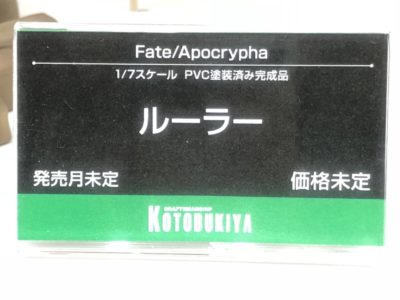 Fate/Apocrypha
1/7スケール PVC塗装済み完成品
ルーラー
発売月未定 価格未定
CRAFTSMANSHIP
KOTOBUKIYA